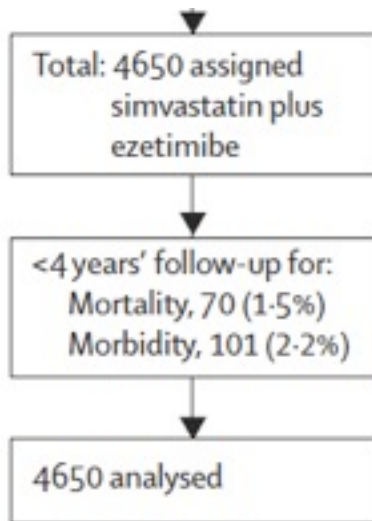 Total: 4650 assigned
simvastatin plus
ezetimibe
<4 years' follow-up for:
Mortality, 70 (1·5%)
Morbidity, 101 (2·2%)
4650 analysed